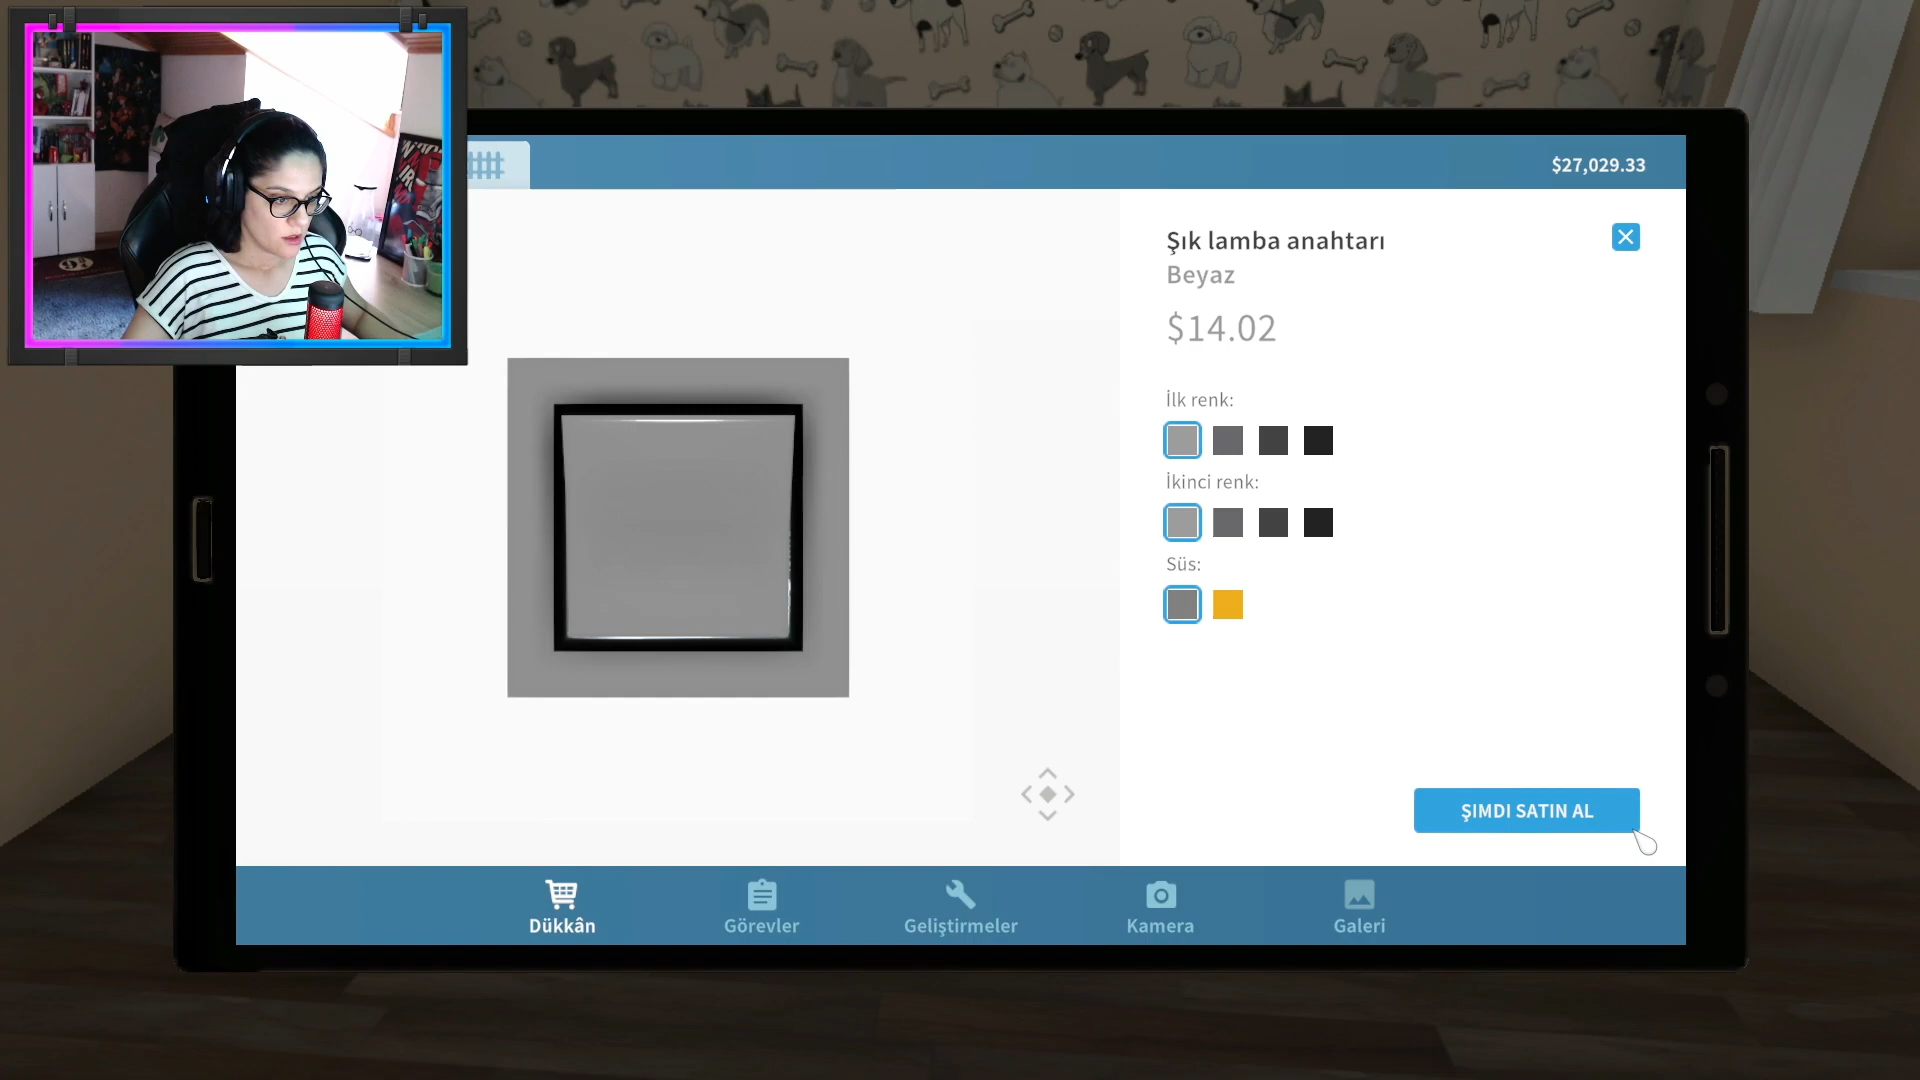 $27,029.33
Şık lamba anahtarı
Beyaz
$14.02
İlk renk:
İkinci renk:
Süs:
ŞIMDI SATIN AL
Dükkân
Görevler
Geliştirmeler
Kamera
Galeri